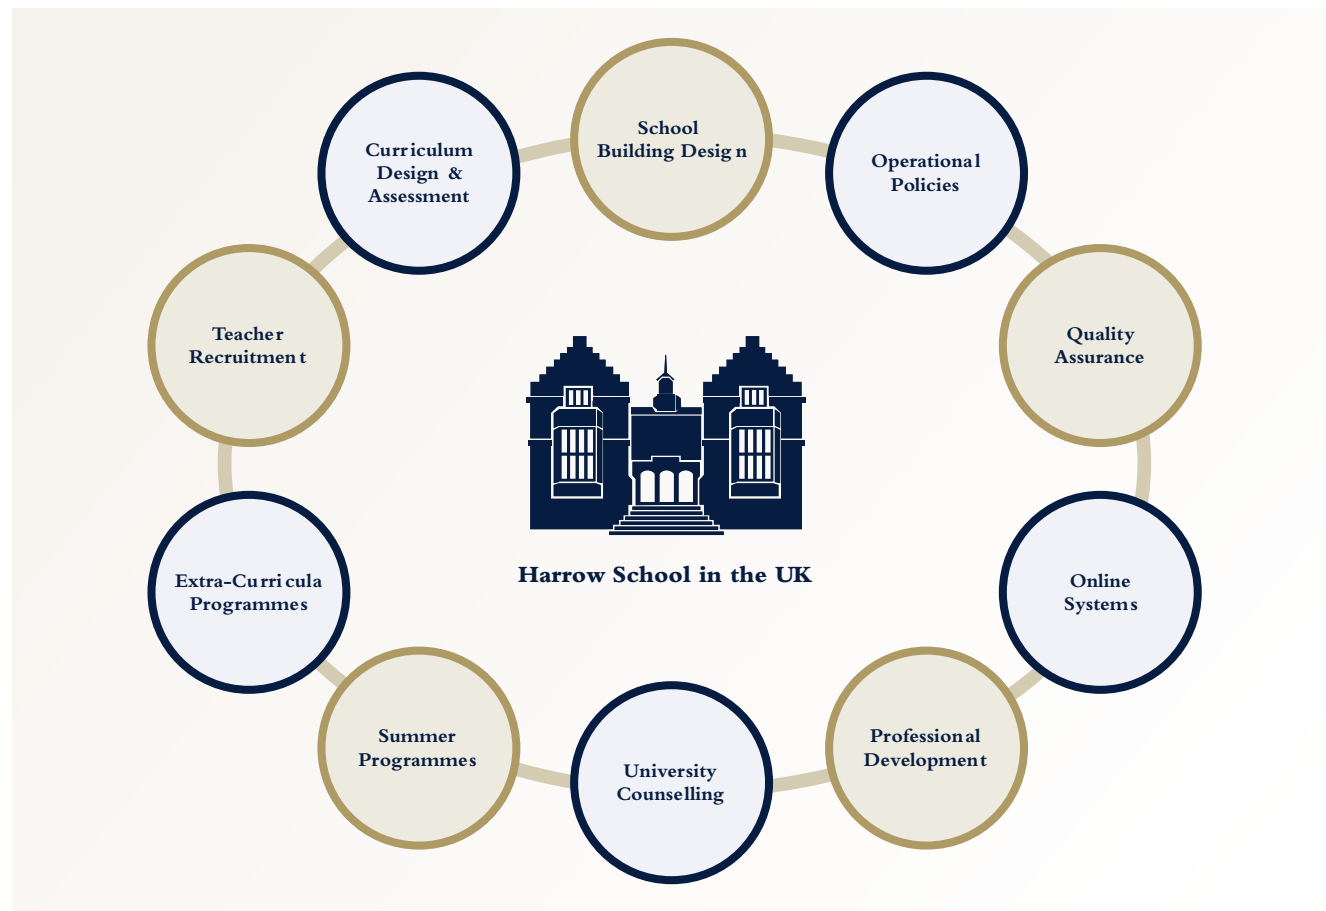 School
Building Design
Operational
Policies
Quality
Assurance
Online
Systems
Professional
Development
University
Counselling
Summer
Programmes
Extra-Curricula
Programmes
Teacher
Recruitment
Curriculum
Design &
Assessment
Harrow School in the UK